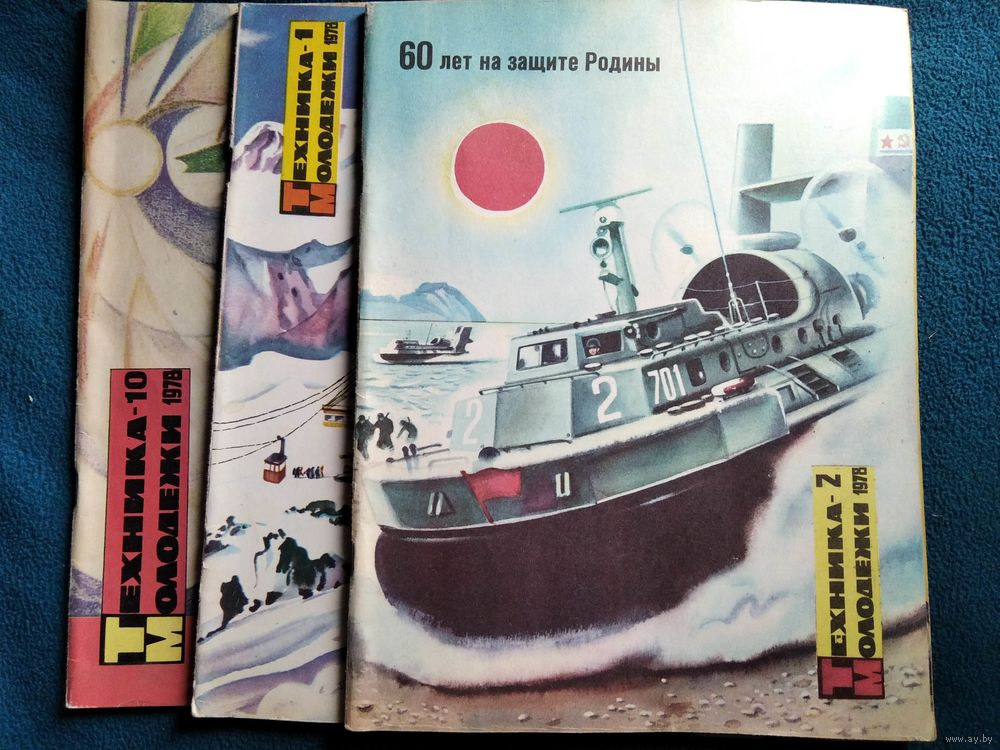 60 лет на защите Родины
ТЕХНИКА-10
МОЛОДЕЖИ 1978
ТЕХНИКА-1
МОЛОДЕЖИ 1978
2
2
701
ТЕХНИКА-2
МОЛОДЕЖИ 1978
www.ay.by